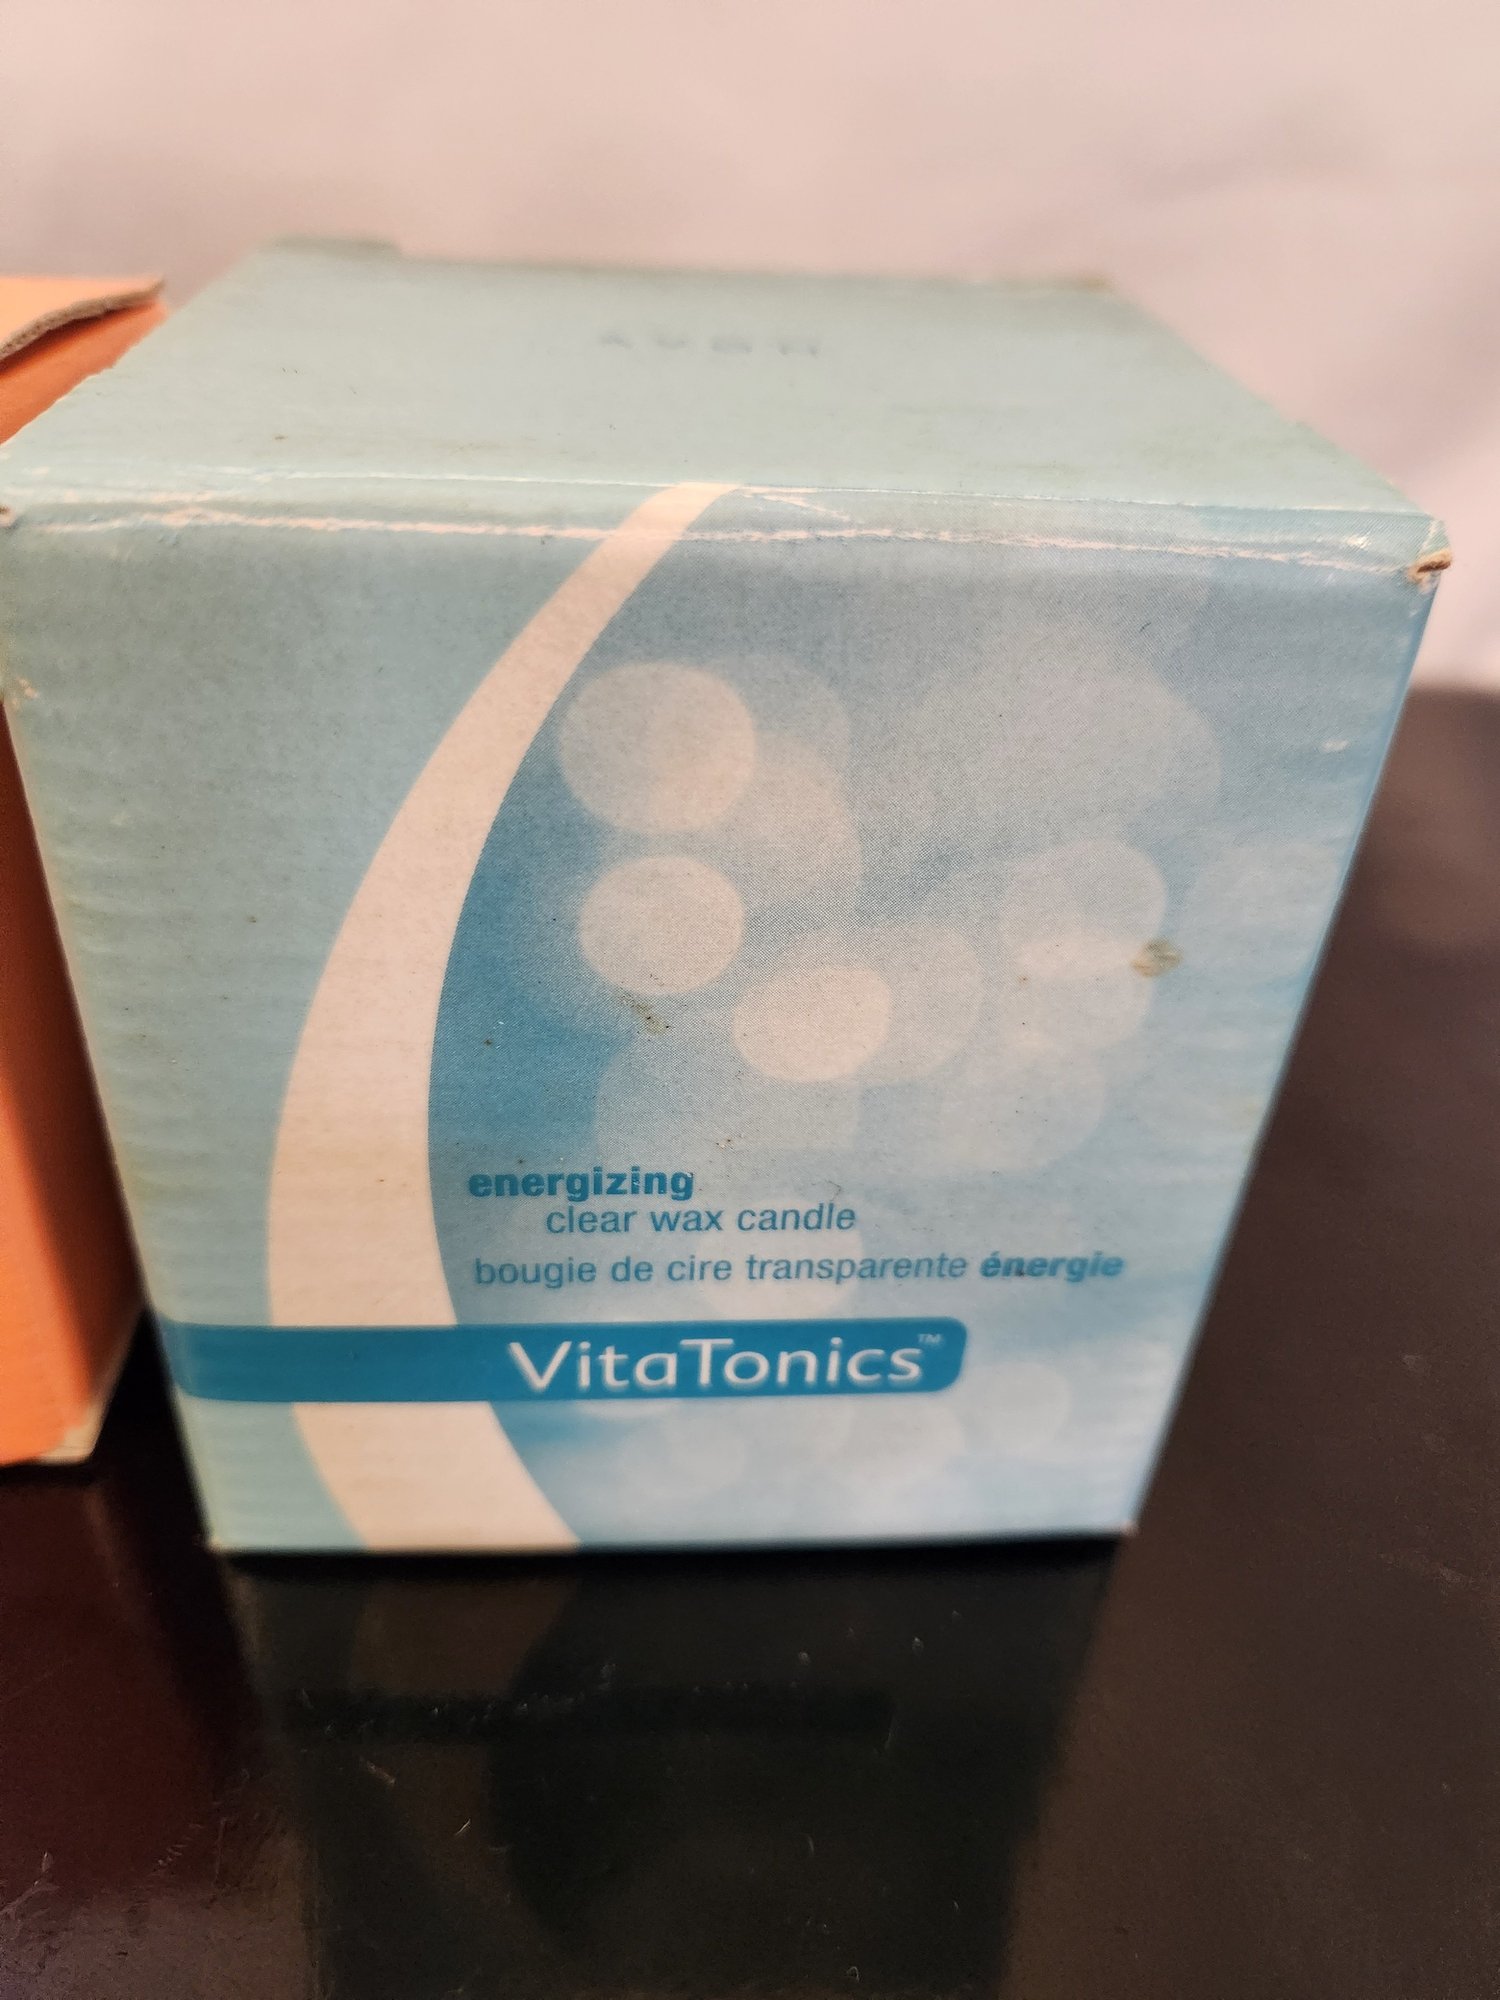 AVON
energizing
clear wax candle
bougie de cire transparente énergie
VitaTonics™